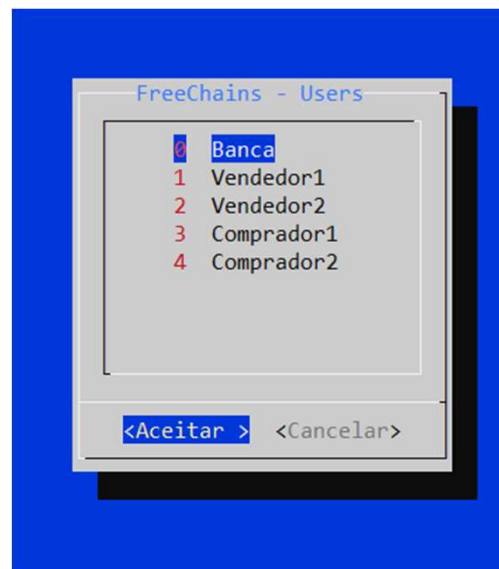 FreeChains - Users
0 Banca
1 Vendedor1
2 Vendedor2
3 Comprador1
4 Comprador2
<Aceitar > <Cancelar>